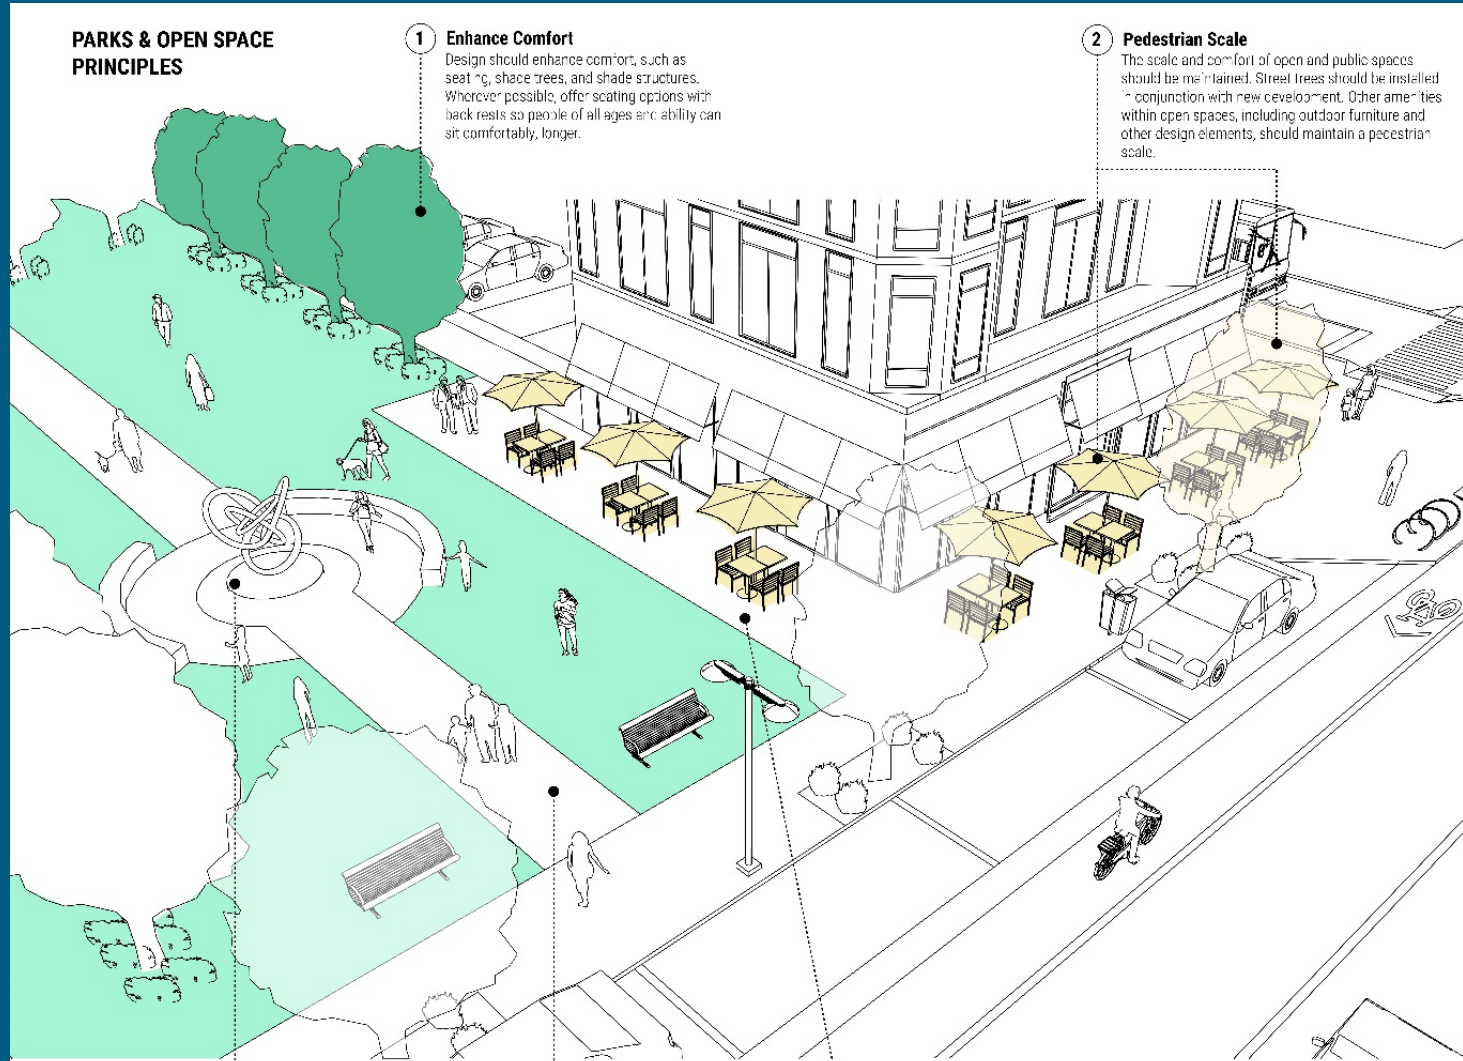 PARKS & OPEN SPACE
PRINCIPLES
1 Enhance Comfort
Design should enhance comfort, such as
seating, shade trees, and shade structures.
Wherever possible, offer seating options with
back rests so people of all ages and ability can
sit comfortably, longer.
2 Pedestrian Scale
The scale and comfort of open and public spaces
should be maintained. Street trees should be installed
in conjunction with new development. Other amenities
within open spaces, including outdoor furniture and
other design elements, should maintain a pedestrian
scale.